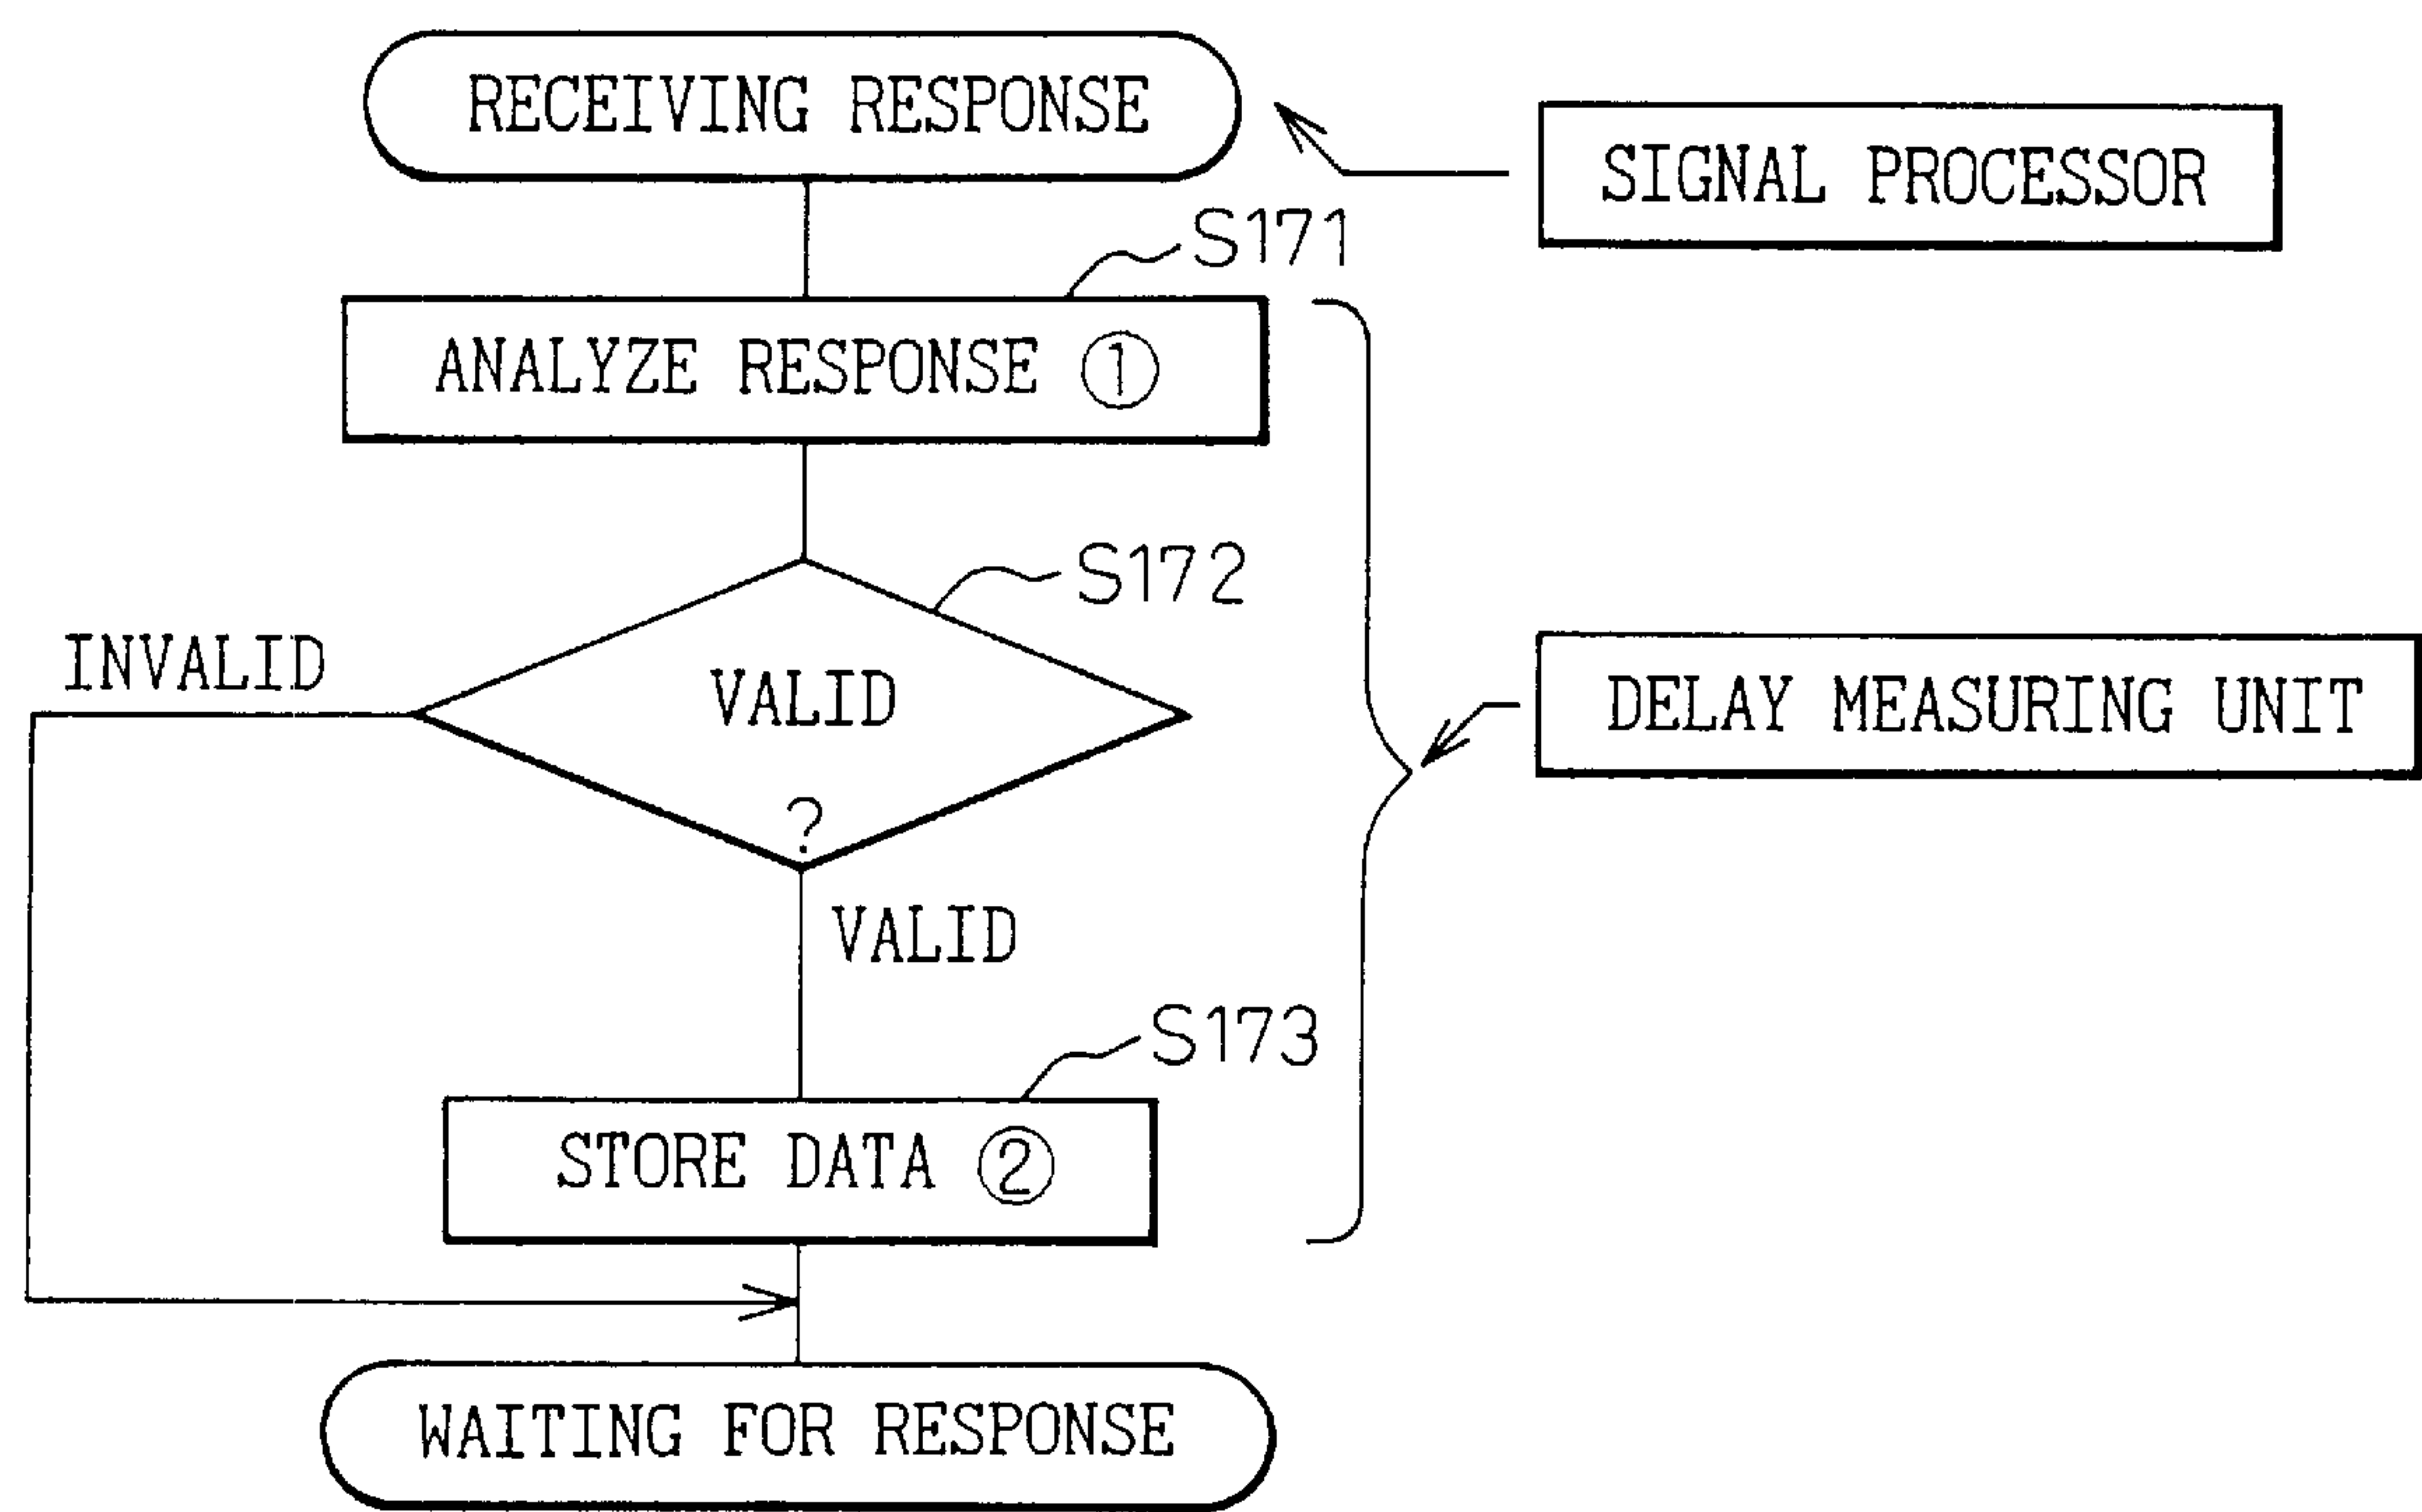 RECEIVING RESPONSE
SIGNAL PROCESSOR
S171
ANALYZE RESPONSE ①
S172
INVALID
VALID
?
DELAY MEASURING UNIT
VALID
S173
STORE DATA ②
WAITING FOR RESPONSE